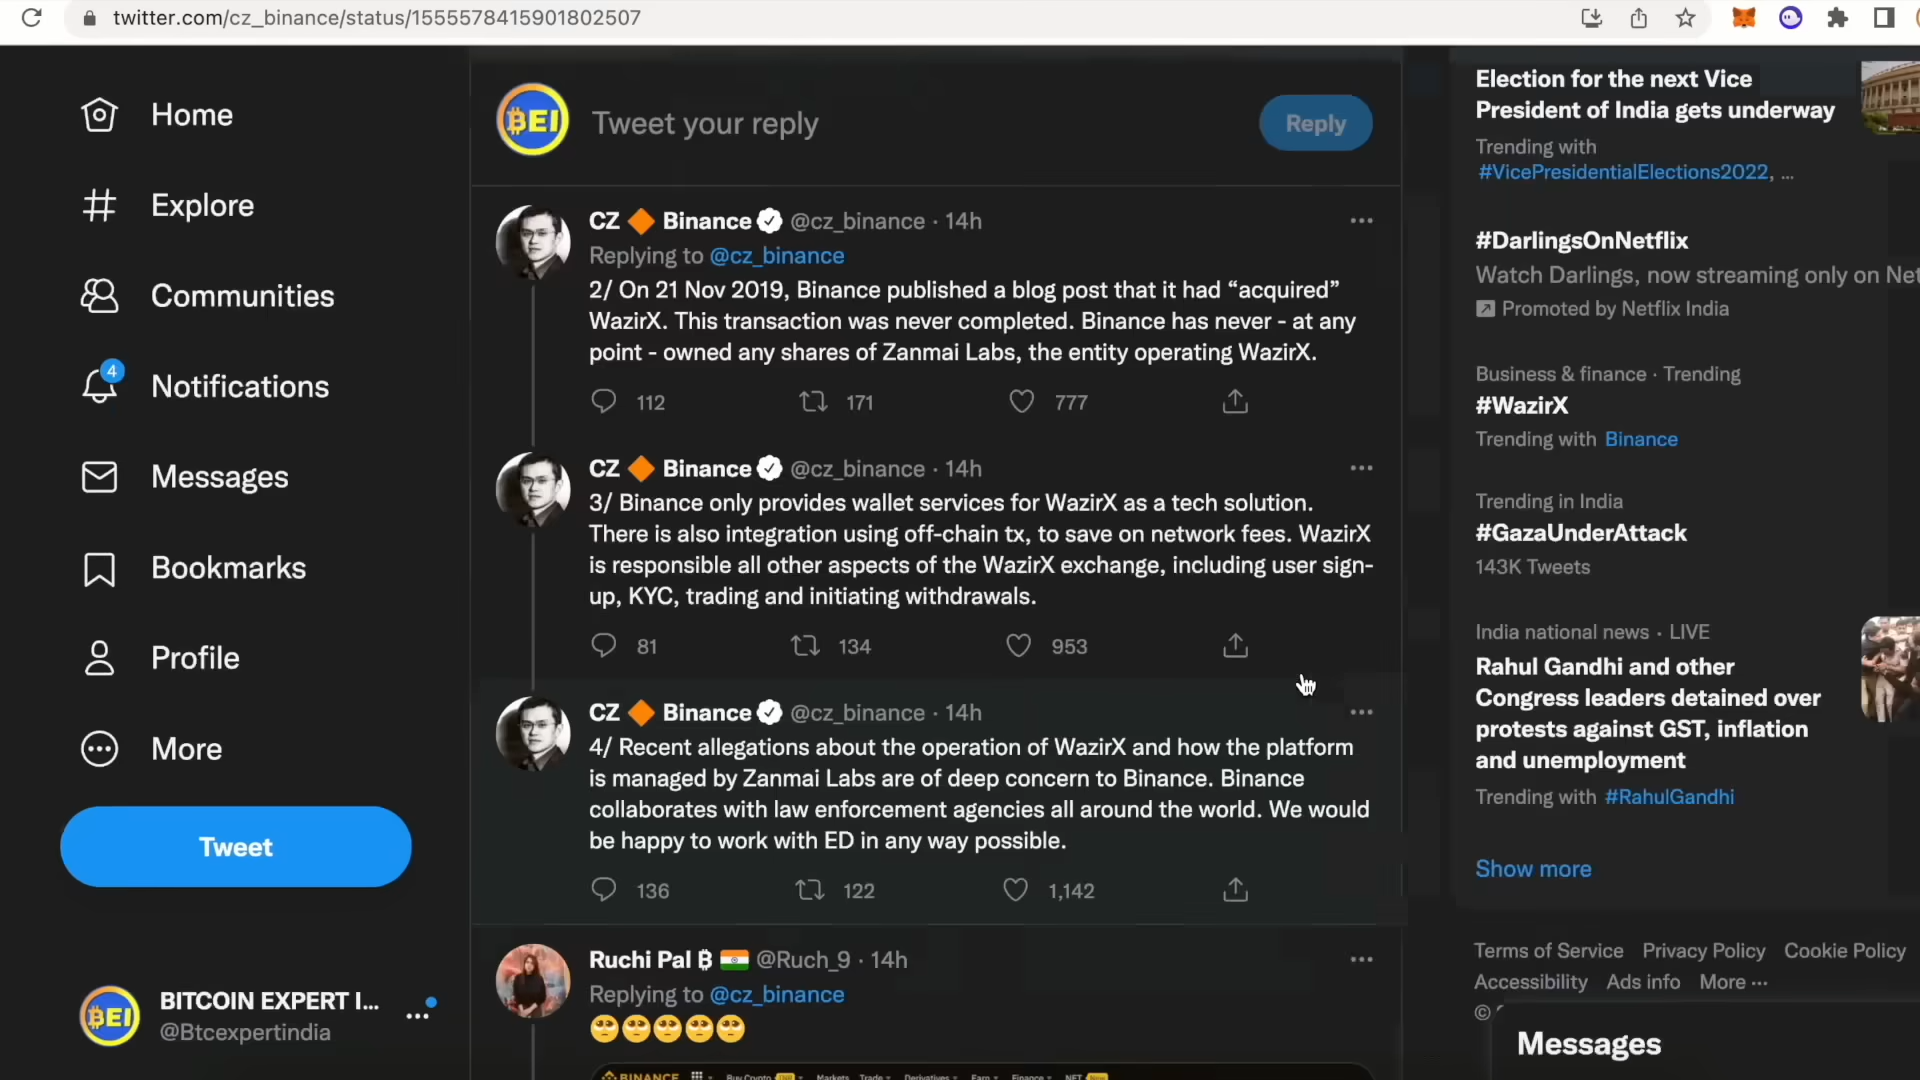 twitter.com/cz_binance/status/1555578415901802507
Home
Explore
Communities
4
Notifications
Messages
Bookmarks
Profile
More
Tweet
BEI
BITCOIN EXPERT I...
@Btcexpertindia
BEI
Tweet your reply
Reply
CZ 🔶 Binance @cz_binance · 14h
Replying to @cz_binance
2/ On 21 Nov 2019, Binance published a blog post that it had “acquired”
WazirX. This transaction was never completed. Binance has never - at any
point - owned any shares of Zanmai Labs, the entity operating WazirX.
112 171 777
CZ 🔶 Binance @cz_binance · 14h
3/ Binance only provides wallet services for WazirX as a tech solution.
There is also integration using off-chain tx, to save on network fees. WazirX
is responsible all other aspects of the WazirX exchange, including user sign-
up, KYC, trading and initiating withdrawals.
81 134 953
CZ 🔶 Binance @cz_binance · 14h
4/ Recent allegations about the operation of WazirX and how the platform
is managed by Zanmai Labs are of deep concern to Binance. Binance
collaborates with law enforcement agencies all around the world. We would
be happy to work with ED in any way possible.
136 122 1,142
Ruchi Pal ₿ 🇮🇳 @Ruch_9 · 14h
Replying to @cz_binance
🥺🥺🥺🥺🥺
BINANCE Buy Crypto Markets Trade Derivatives Earn Finance NFT
Election for the next Vice
President of India gets underway
Trending with
#VicePresidentialElections2022, ...
#DarlingsOnNetflix
Watch Darlings, now streaming only on Net
Promoted by Netflix India
Business & finance · Trending
#WazirX
Trending with Binance
Trending in India
#GazaUnderAttack
143K Tweets
India national news · LIVE
Rahul Gandhi and other
Congress leaders detained over
protests against GST, inflation
and unemployment
Trending with #RahulGandhi
Show more
Terms of Service Privacy Policy Cookie Policy
Accessibility Ads info More ···
©
Messages